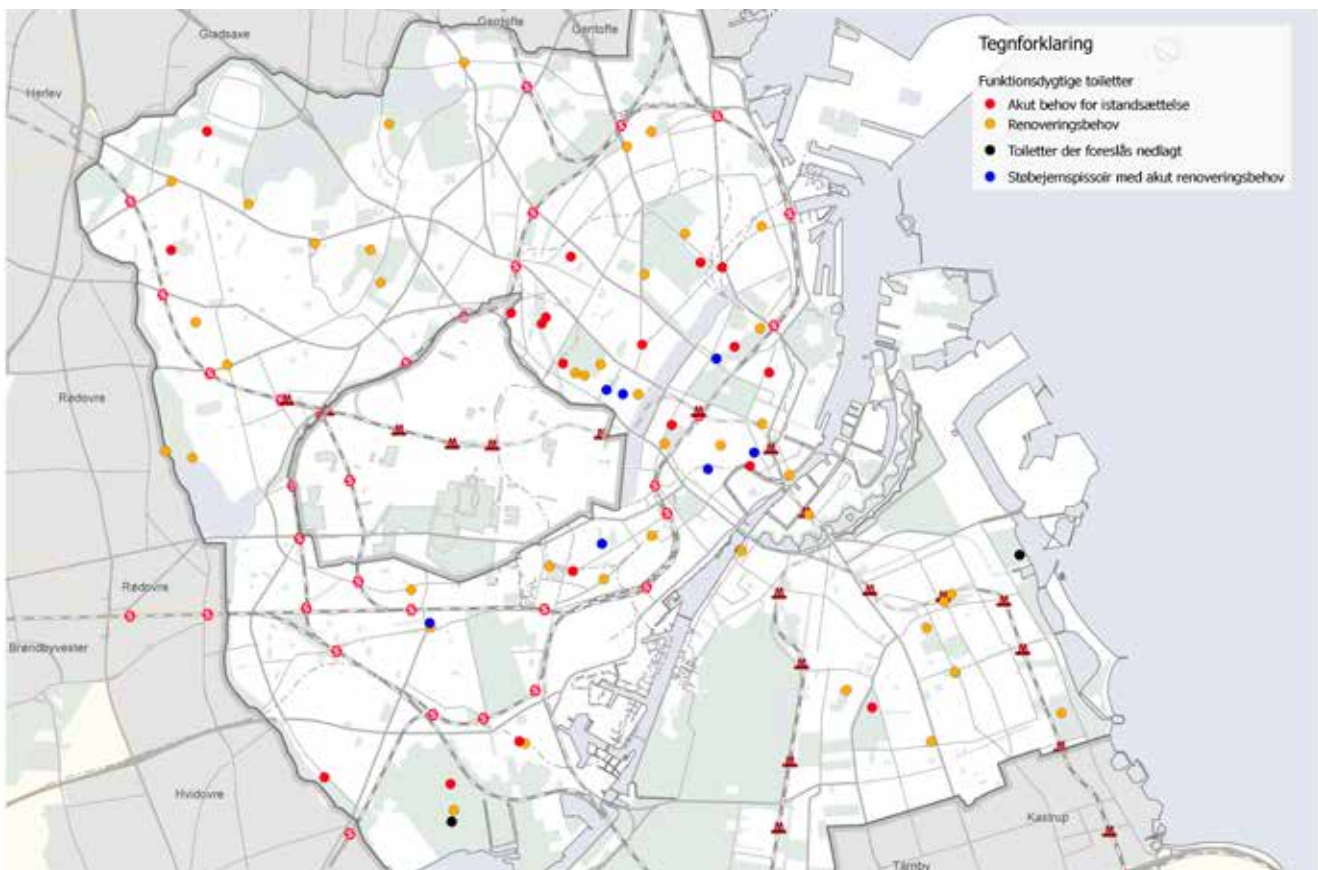 Gentofte
Gentofte
Gladsaxe
Herlev
Tegnforklaring
Funktionsdygtige toiletter
Akut behov for istandsættelse
Renoveringsbehov
Toiletter der foreslås nedlagt
Støbejernspissoir med akut renoveringsbehov
Rødovre
Rødovre
Brøndbyvester
Hvidovre
Kastrup
Tårnby